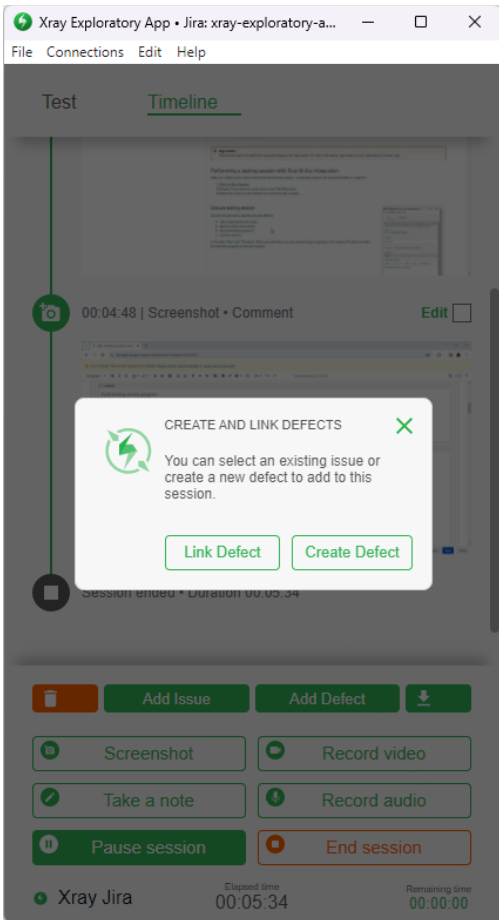 Xray Exploratory App • Jira: xray-exploratory-a...
File Connections Edit Help
Test Timeline
00:04:48 | Screenshot • Comment Edit
CREATE AND LINK DEFECTS
You can select an existing issue or
create a new defect to add to this
session.
Link Defect Create Defect
Session ended • Duration 00:05:34
Add Issue Add Defect
Screenshot Record video
Take a note Record audio
Pause session End session
Xray Jira
Elapsed time
00:05:34
Remaining time
00:00:00